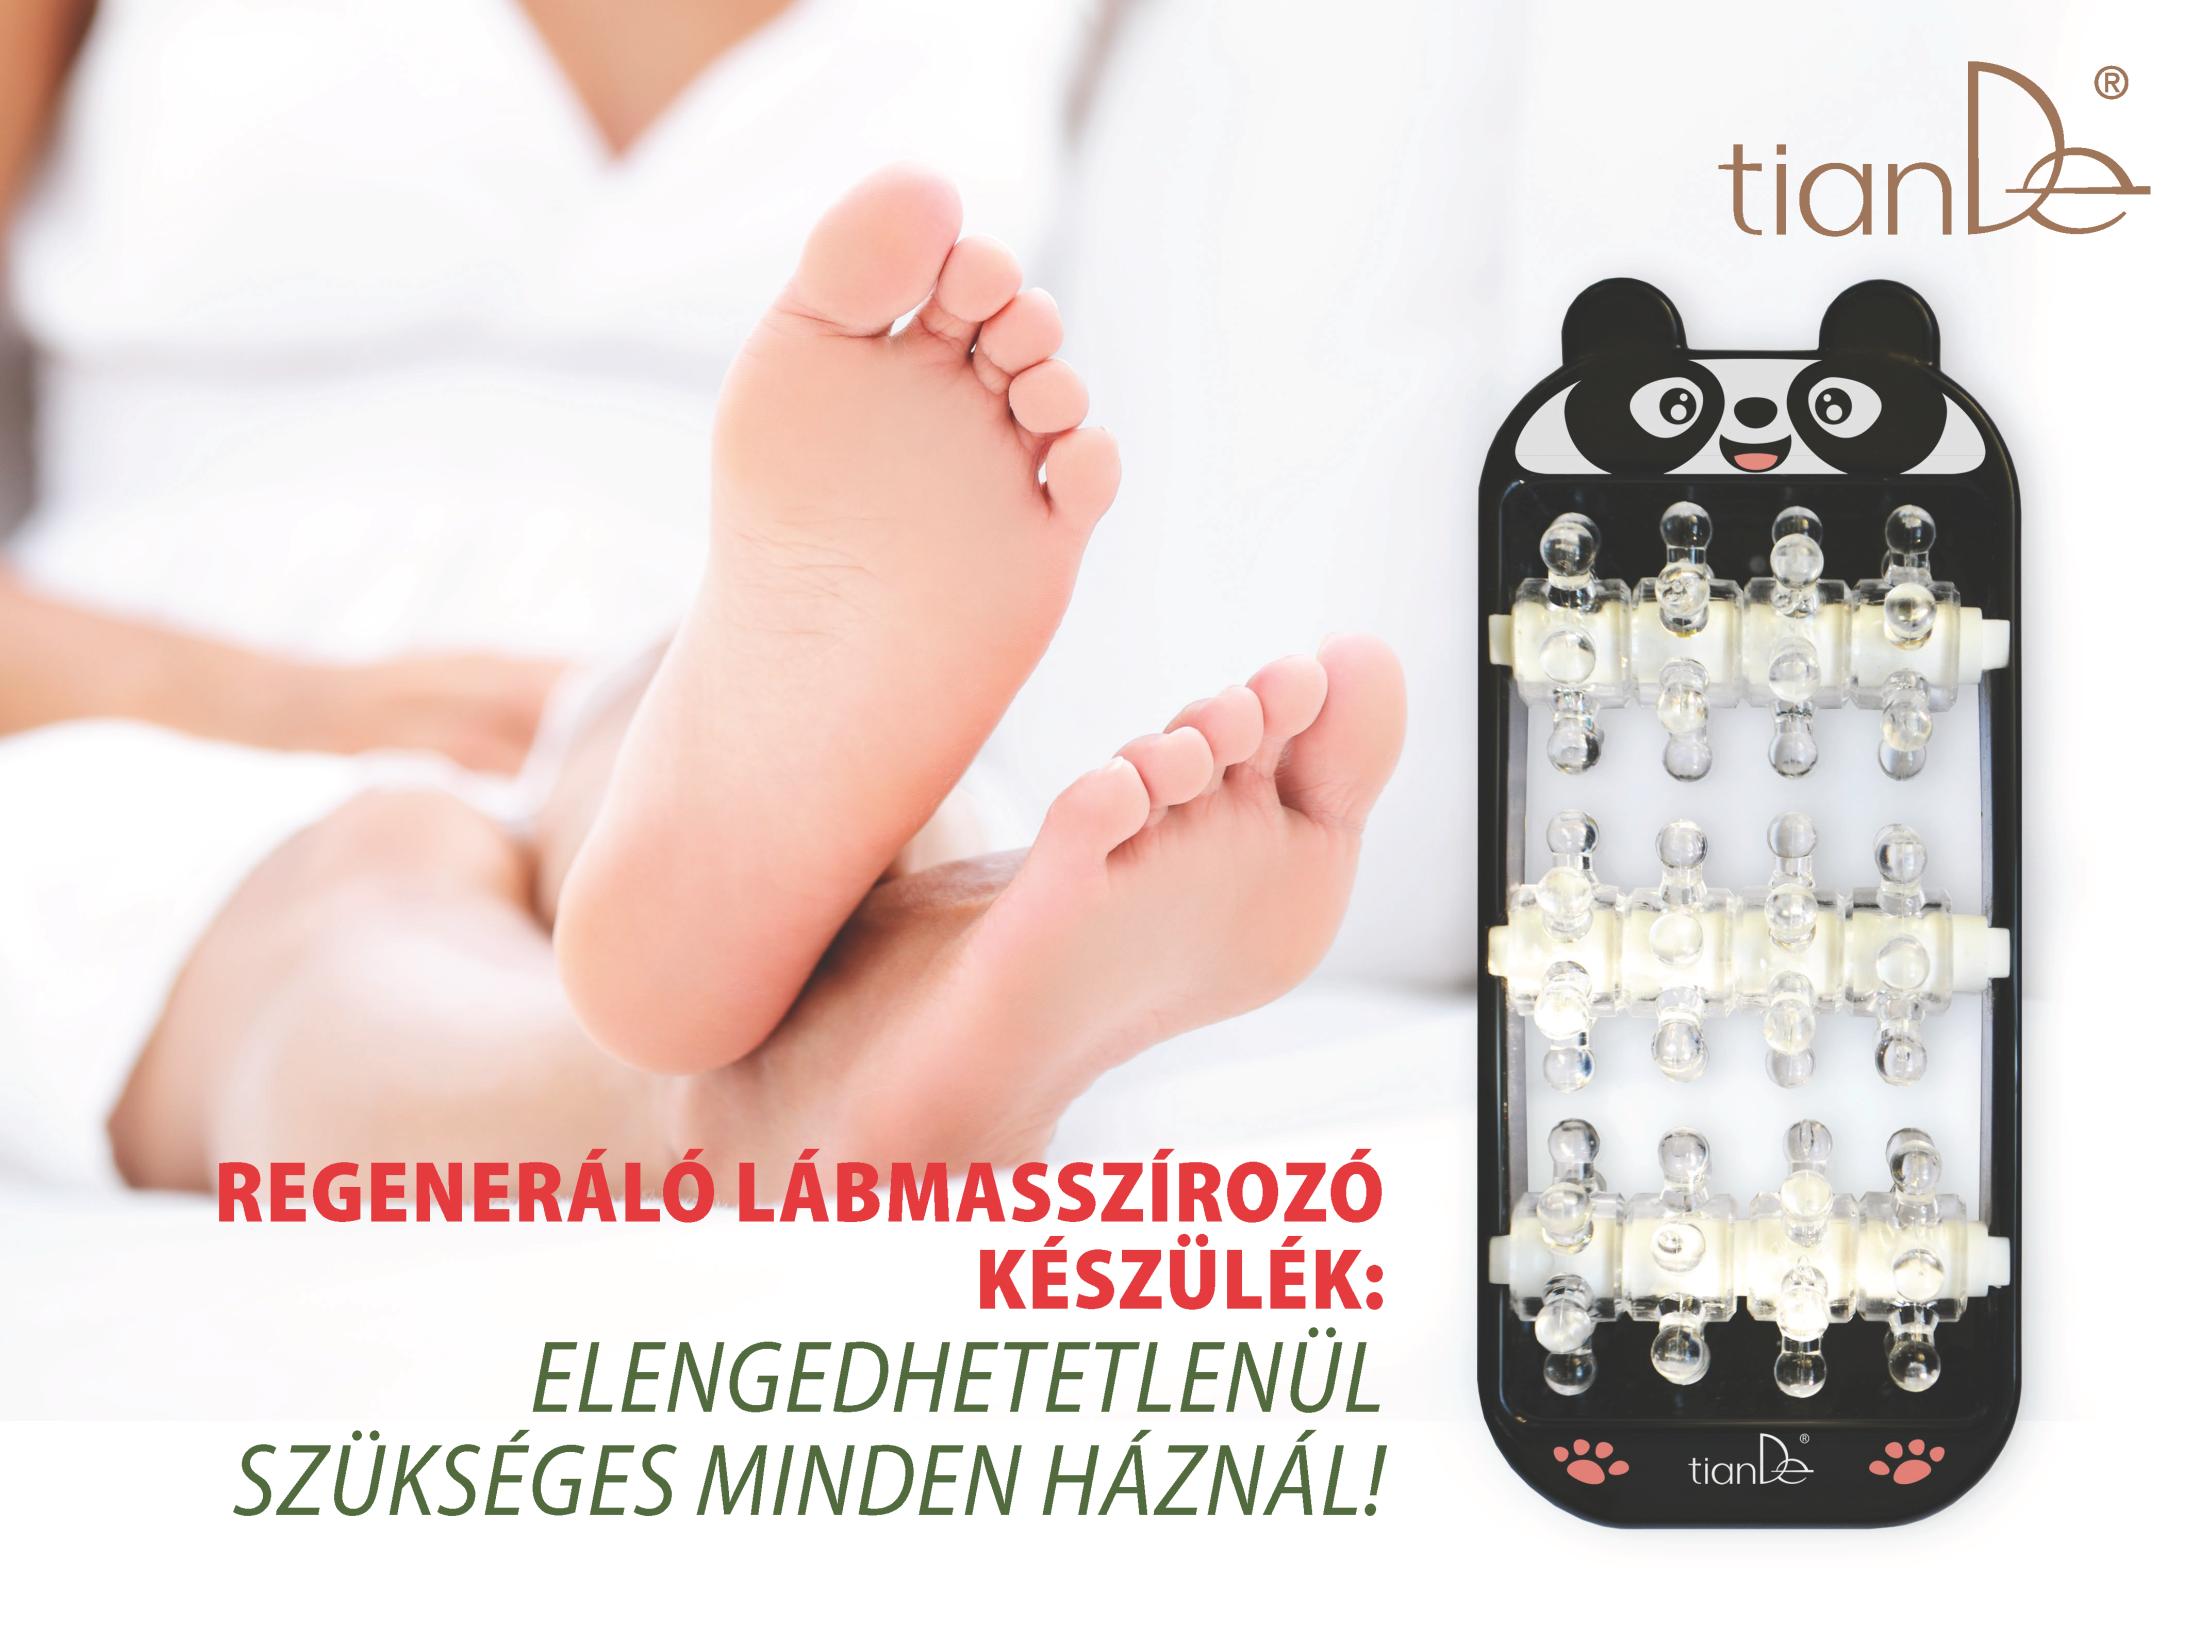 tianDe®
REGENERÁLÓ LÁBMASSZÍROZÓ
KÉSZÜLÉK:
ELENGEDHETETLENÜL
SZÜKSÉGES MINDEN HÁZNÁL!
tianDe®